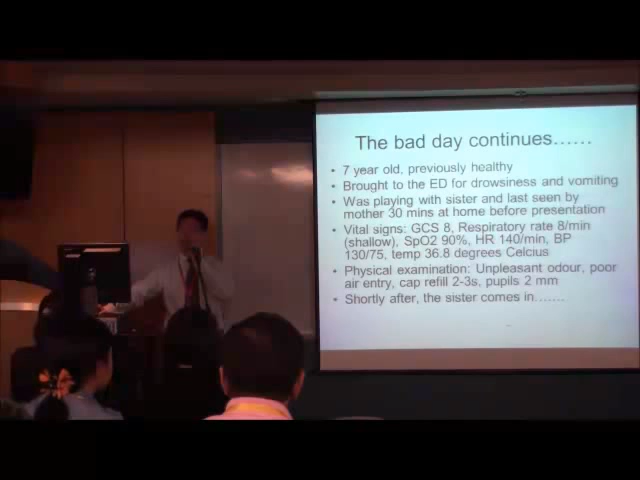 The bad day continues……
• 7 year old, previously healthy
• Brought to the ED for drowsiness and vomiting
• Was playing with sister and last seen by
mother 30 mins at home before presentation
• Vital signs: GCS 8, Respiratory rate 8/min
(shallow), SpO2 90%, HR 140/min, BP
130/75, temp 36.8 degrees Celcius
• Physical examination: Unpleasant odour, poor
air entry, cap refill 2-3s, pupils 2 mm
• Shortly after, the sister comes in…….